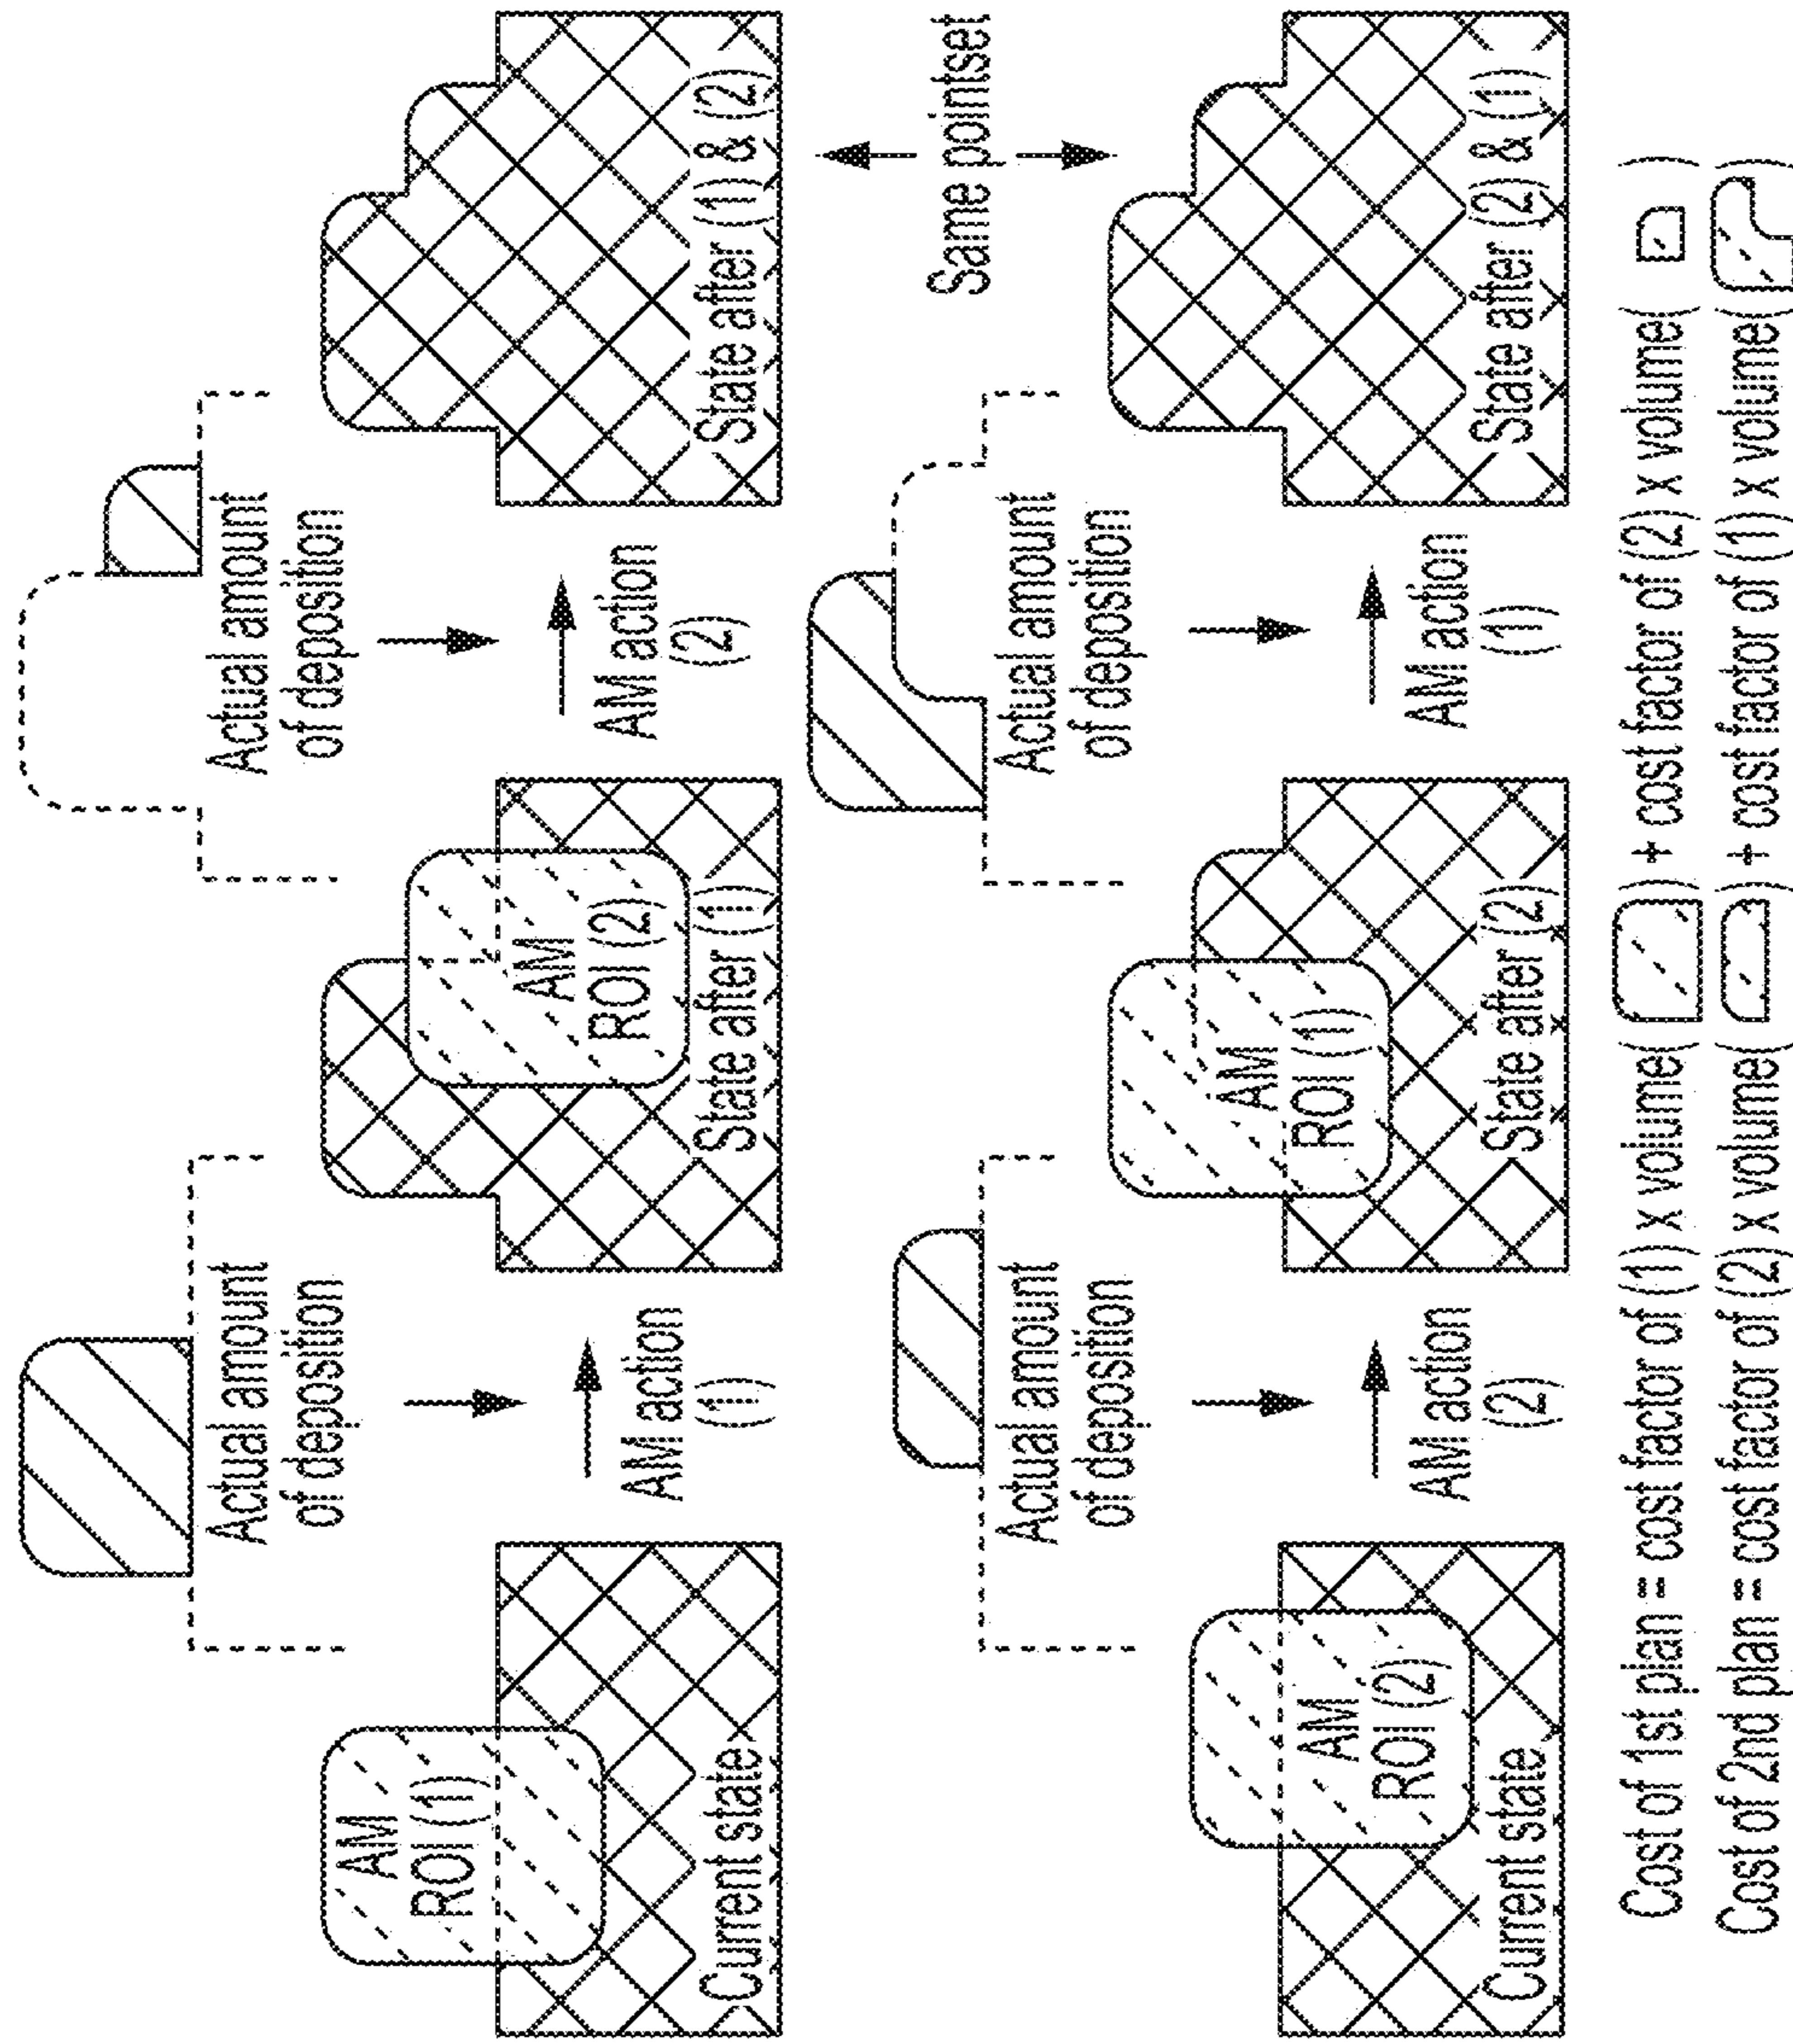 Actual amount
of deposition
Actual amount
of deposition
AM
ROI (1)
Current state
AM action
(1)
AM
ROI (2)
State after (1)
AM action
(2)
State after (1) & (2)
Same pointset
Actual amount
of deposition
Actual amount
of deposition
AM
ROI (2)
Current state
AM action
(2)
AM
ROI (1)
State after (2)
AM action
(1)
State after (2) & (1)
Cost of 1st plan = cost factor of (1) x volume( ) + cost factor of (2) x volume( )
Cost of 2nd plan = cost factor of (2) x volume( ) + cost factor of (1) x volume( )